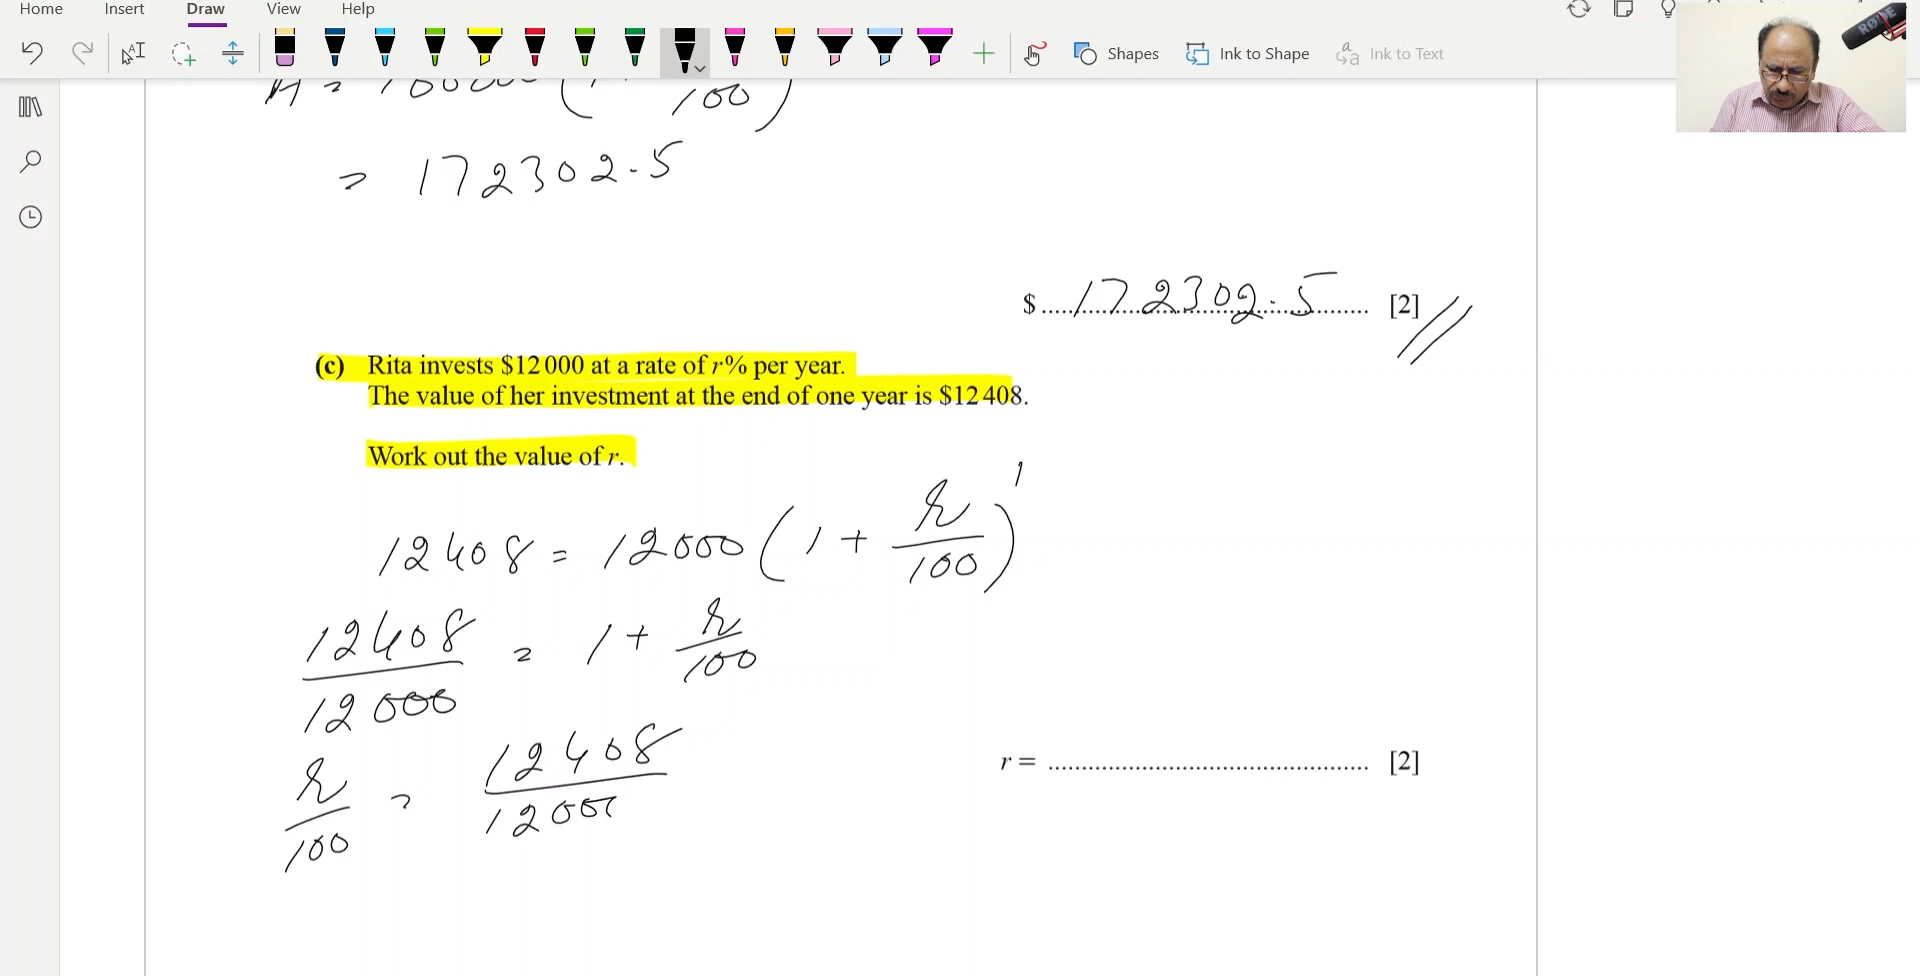 Home Insert Draw View Help
Shapes Ink to Shape Ink to Text
RØDE
100
= 172302.5
$ 172302.5 [2]
(c) Rita invests $12 000 at a rate of r% per year.
The value of her investment at the end of one year is $12 408.
Work out the value of r.
12408 = 12000 (1 + r/100)^1
12408/12000 = 1 + r/100
r/100 = 12408/12000
r = ................................................ [2]